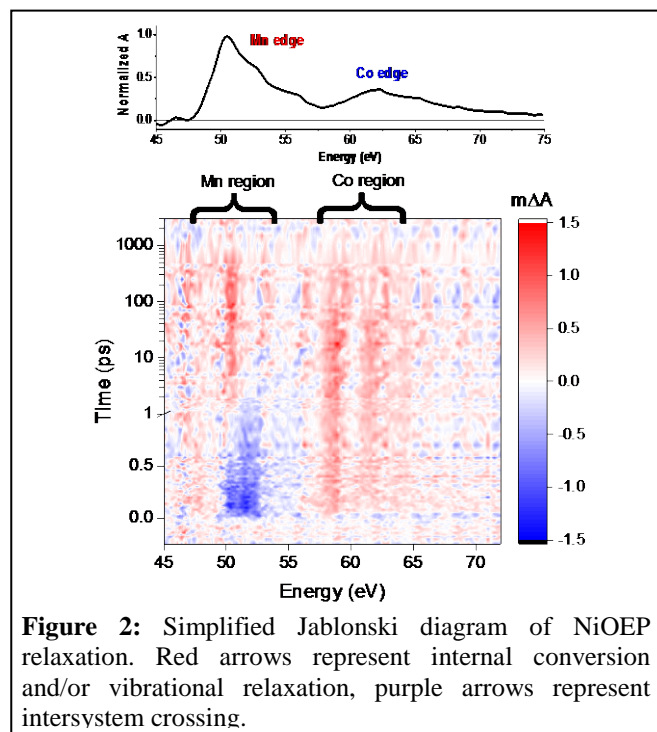 Mn edge
Co edge
Normalized A
1.0
0.5
0.0
45 50 55 60 65 70 75
Energy (eV)
Mn region Co region
mΔA
1000
100
10
1
0.5
0.0
Time (ps)
45 50 55 60 65 70
Energy (eV)
1.5
1.0
0.5
0.0
-0.5
-1.0
-1.5
Figure 2: Simplified Jablonski diagram of NiOEP
relaxation. Red arrows represent internal conversion
and/or vibrational relaxation, purple arrows represent
intersystem crossing.